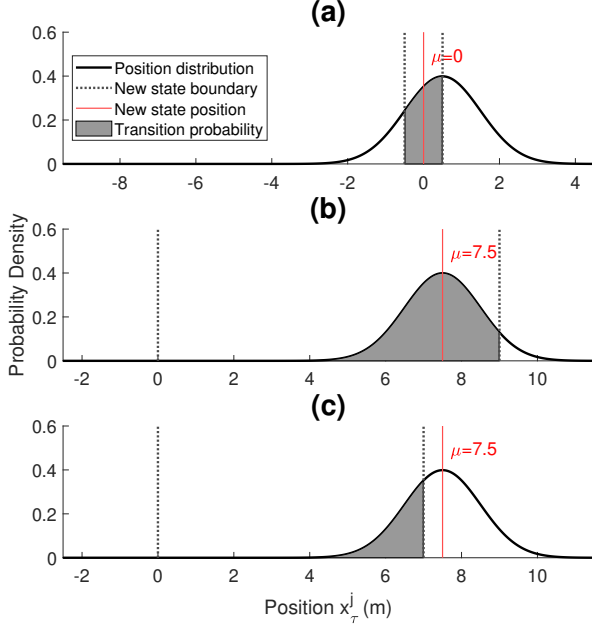 (a)
0.6
0.4
0.2
0
Position distribution
New state boundary
New state position
Transition probability
μ=0
-8 -6 -4 -2 0 2 4
(b)
0.6
0.4
0.2
0
μ=7.5
-2 0 2 4 6 8 10
Probability Density
(c)
0.6
0.4
0.2
0
μ=7.5
-2 0 2 4 6 8 10
Position x_τ^j (m)